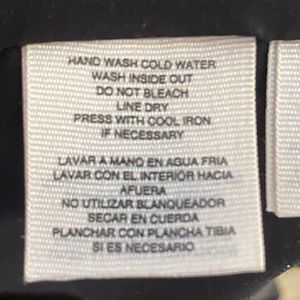 HAND WASH COLD WATER
WASH INSIDE OUT
DO NOT BLEACH
LINE DRY
PRESS WITH COOL IRON
IF NECESSARY
LAVAR A MANO EN AGUA FRIA
LAVAR CON EL INTERIOR HACIA
AFUERA
NO UTILIZAR BLANQUEADOR
SECAR EN CUERDA
PLANCHAR CON PLANCHA TIBIA
SI ES NECESARIO